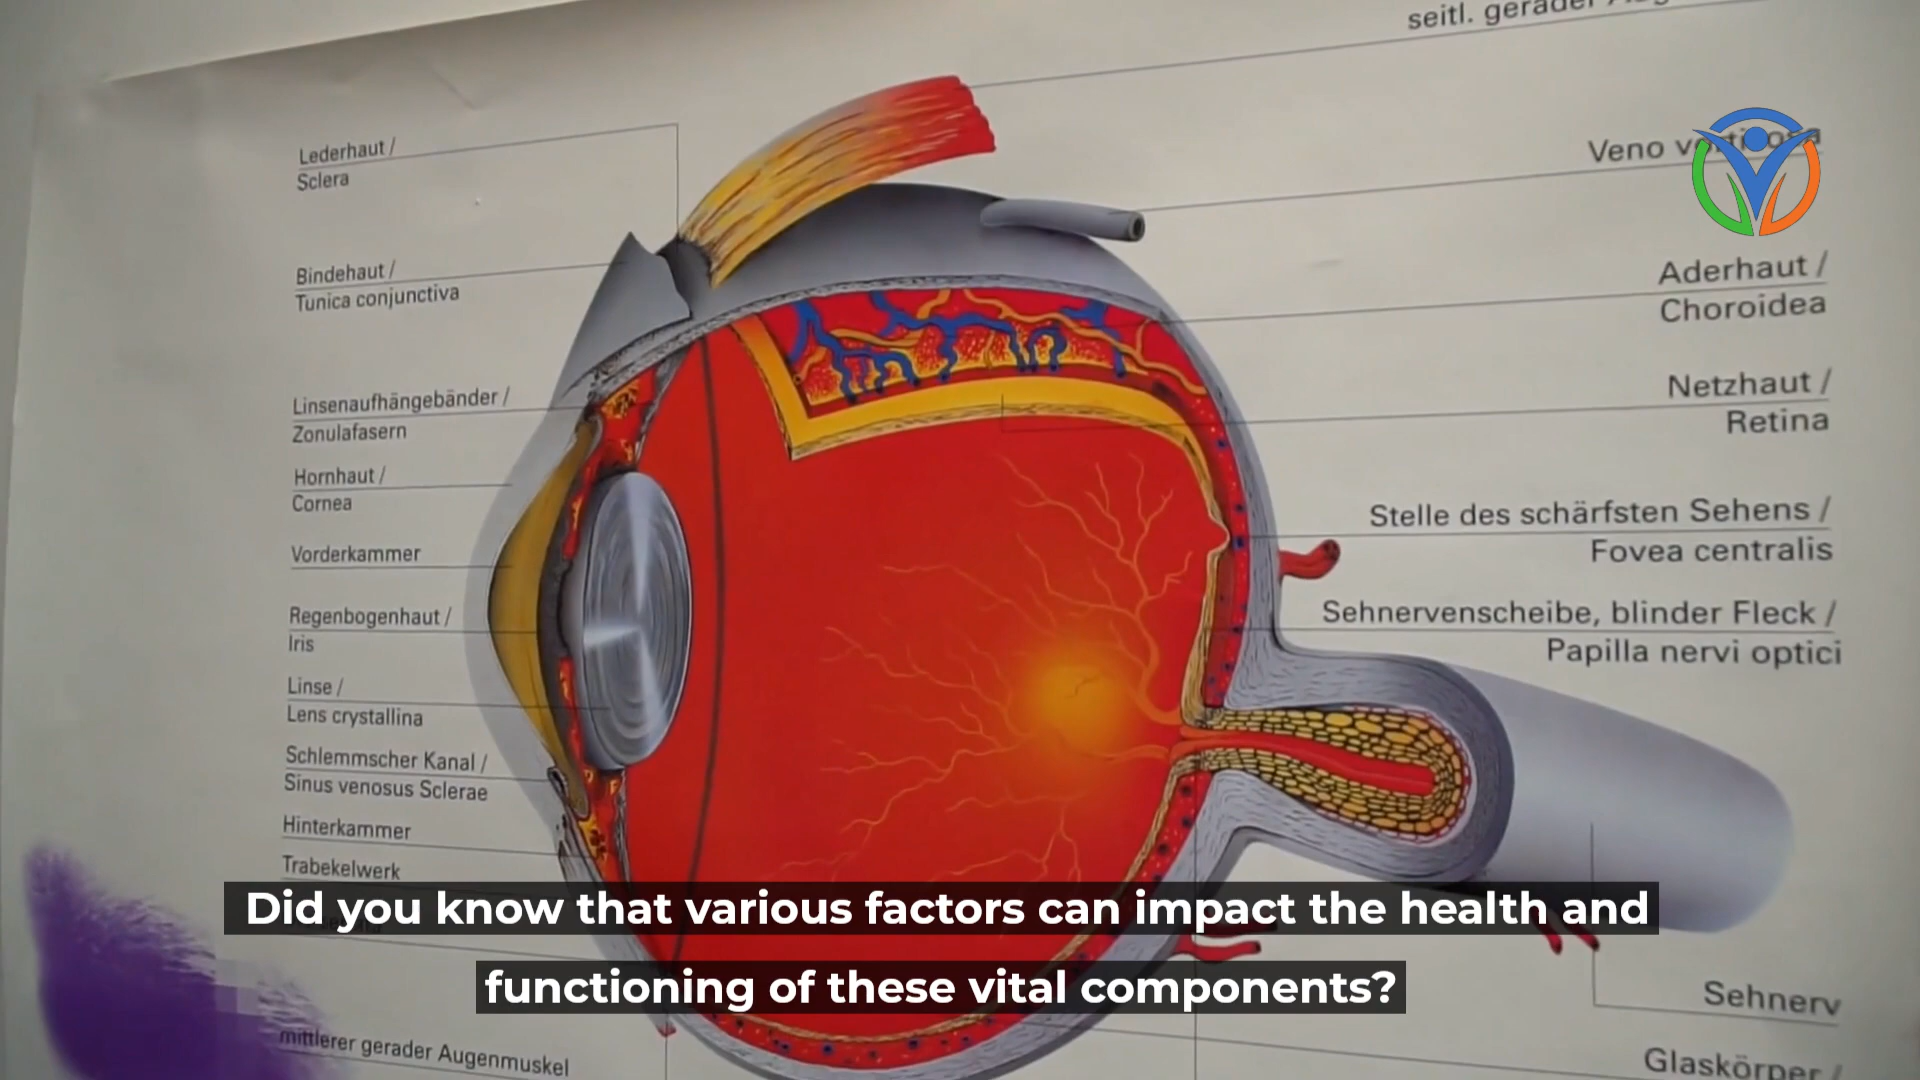 seitl. gerader
Lederhaut /
Sclera
Veno
Bindehaut /
Tunica conjunctiva
Aderhaut /
Choroidea
Linsenaufhängebänder /
Zonulafasern
Netzhaut /
Retina
Hornhaut /
Cornea
Stelle des schärfsten Sehens /
Fovea centralis
Vorderkammer
Regenbogenhaut /
Iris
Sehnervenscheibe, blinder Fleck /
Papilla nervi optici
Linse /
Lens crystallina
Schlemmscher Kanal /
Sinus venosus Sclerae
Hinterkammer
Trabekelwerk
Did you know that various factors can impact the health and
functioning of these vital components?
Sehnerv
mittlerer gerader Augenmuskel
Glaskörper /